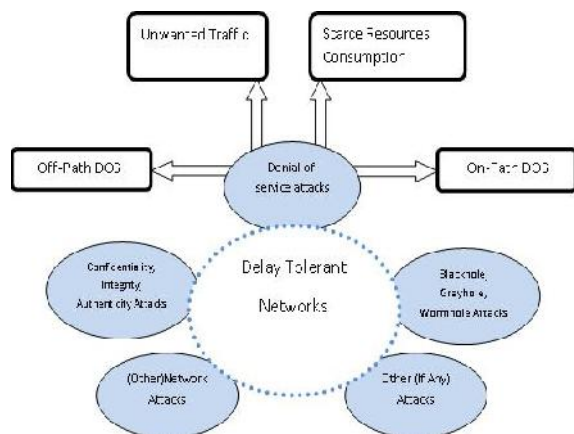 Unwanted Traffic
Scarce Resources
Consumption
Off-Path DOS
Denial of
service attacks
On-Path DOS
Confidentiality,
Integrity,
Authenticity Attacks
Delay Tolerant
Networks
Blackhole,
Grayhole,
Wormhole Attacks
(Other)Network
Attacks
Other (If Any)
Attacks